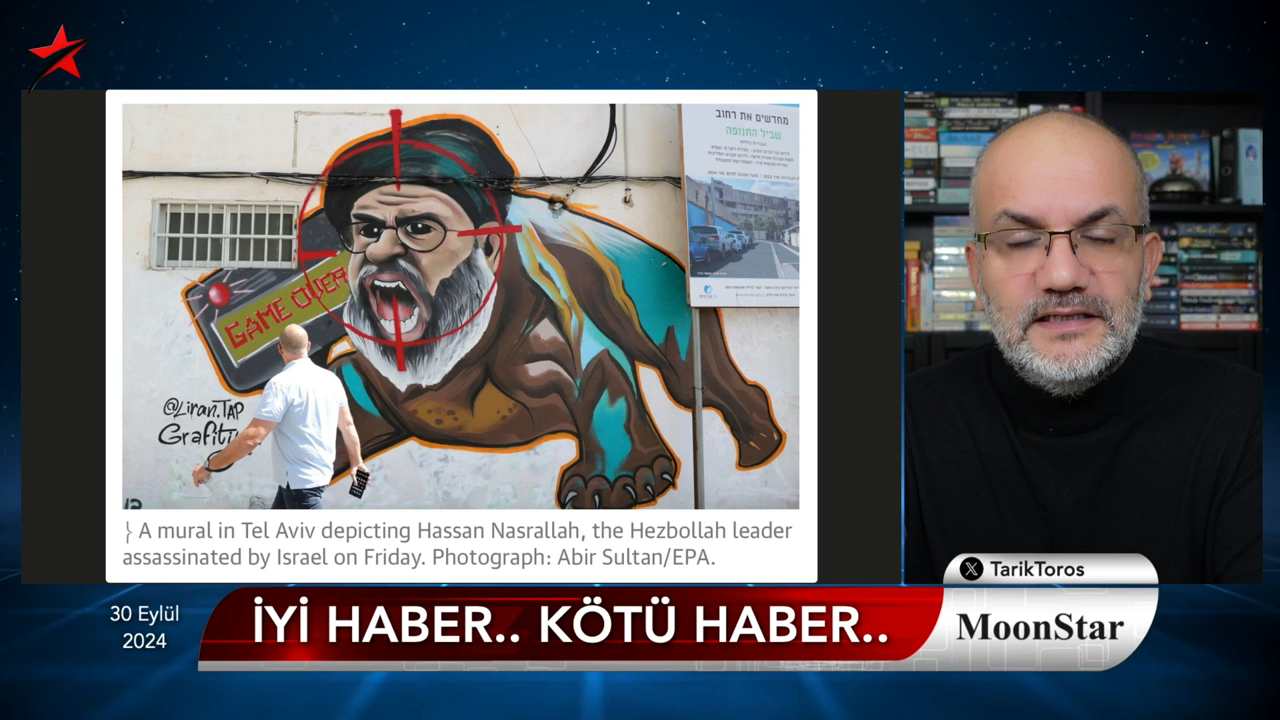 מחדשים את רחוב
שביל התנופה
GAME OVER
@Liran.TAP
Grafiti
} A mural in Tel Aviv depicting Hassan Nasrallah, the Hezbollah leader
assassinated by Israel on Friday. Photograph: Abir Sultan/EPA.
X TarikToros
30 Eylül
2024
İYİ HABER.. KÖTÜ HABER..
MoonStar